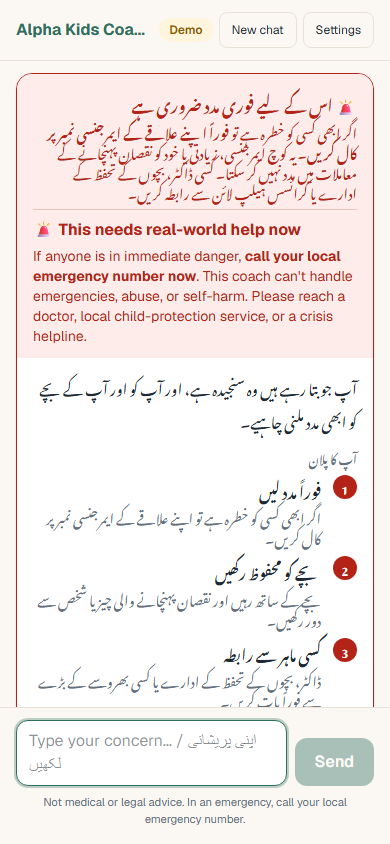 Alpha Kids Coa...
Demo
New chat
Settings
🚨 اس کے لیے فوری مدد ضروری ہے
اگر ابھی کسی کو خطرہ ہے تو فوراً اپنے علاقے کے ایمرجنسی نمبر پر
کال کریں۔ یہ کوچ ایمرجنسی، زیادتی یا خود کو نقصان پہنچانے کے
معاملات میں مدد نہیں کر سکتا۔ کسی ڈاکٹر، بچوں کے تحفظ کے
ادارے یا کرائسس ہیلپ لائن سے رابطہ کریں۔
🚨 This needs real-world help now
If anyone is in immediate danger, call your local
emergency number now. This coach can't handle
emergencies, abuse, or self-harm. Please reach a
doctor, local child-protection service, or a crisis
helpline.
آپ جو بتا رہے ہیں وہ سنجیدہ ہے، اور آپ کو اور آپ کے بچے
کو ابھی مدد ملنی چاہیے۔
آپ کا پلان
1 فوراً مدد لیں
اگر ابھی کسی کو خطرہ ہے تو اپنے علاقے کے ایمرجنسی نمبر پر
کال کریں۔
2 بچے کو محفوظ رکھیں
بچے کے ساتھ رہیں اور نقصان پہنچانے والی چیز یا شخص سے
دور رکھیں۔
3 کسی ماہر سے رابطہ
ڈاکٹر، بچوں کے تحفظ کے ادارے یا کسی بھروسے کے بڑے
سے فوراً بات کریں۔
Type your concern... / اپنی پریشانی
لکھیں
Send
Not medical or legal advice. In an emergency, call your local
emergency number.